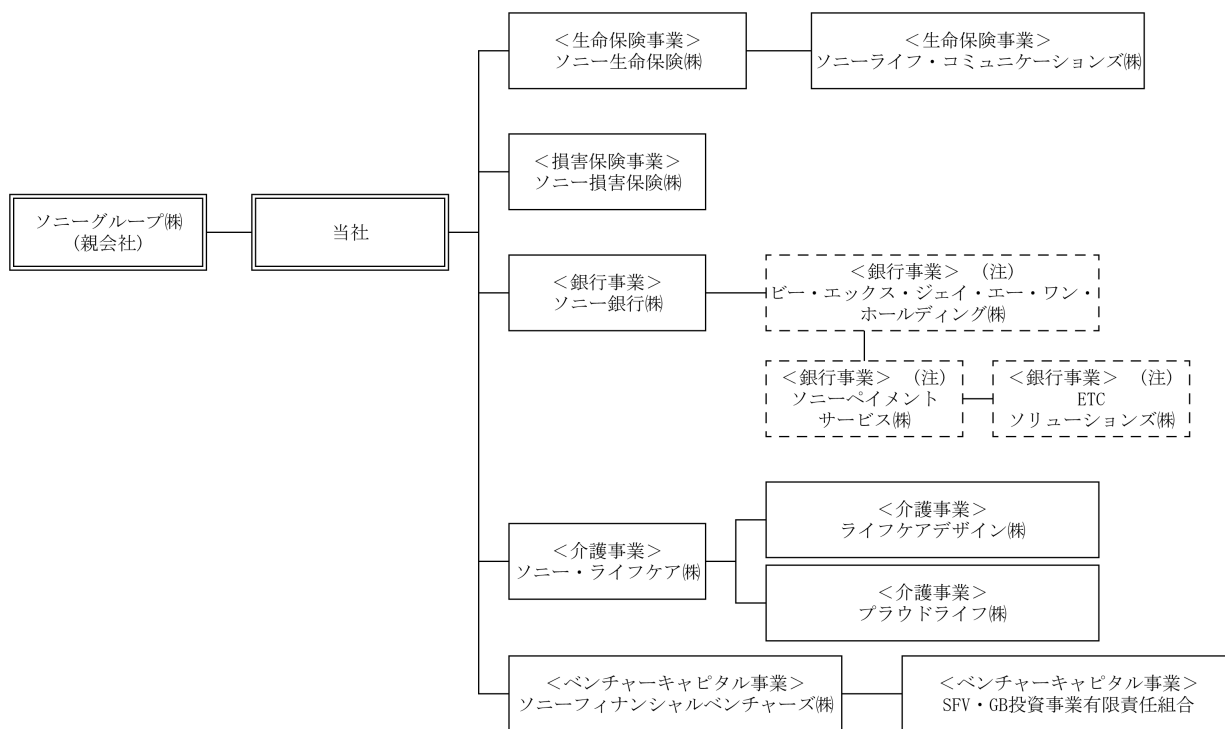 <生命保険事業>
ソニー生命保険㈱
<生命保険事業>
ソニーライフ・コミュニケーションズ㈱
<損害保険事業>
ソニー損害保険㈱
ソニーグループ㈱
(親会社)
当社
<銀行事業>
ソニー銀行㈱
<銀行事業> (注)
ビー・エックス・ジェイ・エー・ワン・
ホールディング㈱
<銀行事業> (注)
ソニーペイメント
サービス㈱
<銀行事業> (注)
ETC
ソリューションズ㈱
<介護事業>
ソニー・ライフケア㈱
<介護事業>
ライフケアデザイン㈱
<介護事業>
プラウドライフ㈱
<ベンチャーキャピタル事業>
ソニーフィナンシャルベンチャーズ㈱
<ベンチャーキャピタル事業>
SFV・GB投資事業有限責任組合